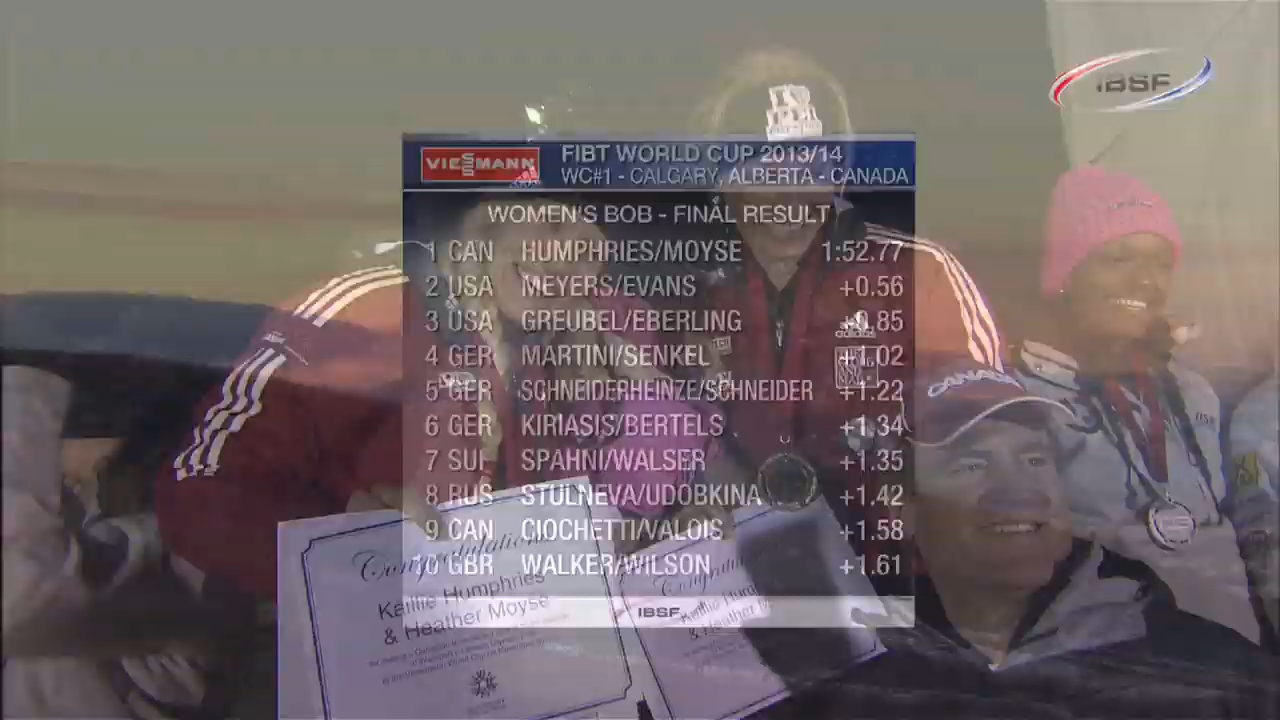 IBSF
VIESMANN
FIBT WORLD CUP 2013/14
WC#1 - CALGARY, ALBERTA - CANADA
WOMEN'S BOB - FINAL RESULT
1 CAN HUMPHRIES/MOYSE 1:52.77
2 USA MEYERS/EVANS +0.56
3 USA GREUBEL/EBERLING +0.85
4 GER MARTINI/SENKEL +1.02
5 GER SCHNEIDERHEINZE/SCHNEIDER +1.22
6 GER KIRIASIS/BERTELS +1.34
7 SUI SPAHNI/WALSER +1.35
8 RUS STULNEVA/UDOBKINA +1.42
9 CAN CIOCHETTI/VALOIS +1.58
10 GBR WALKER/WILSON +1.61
IBSF
adidas
CANADA
USA
Congratulations
Kaillie Humphries
& Heather Moyse